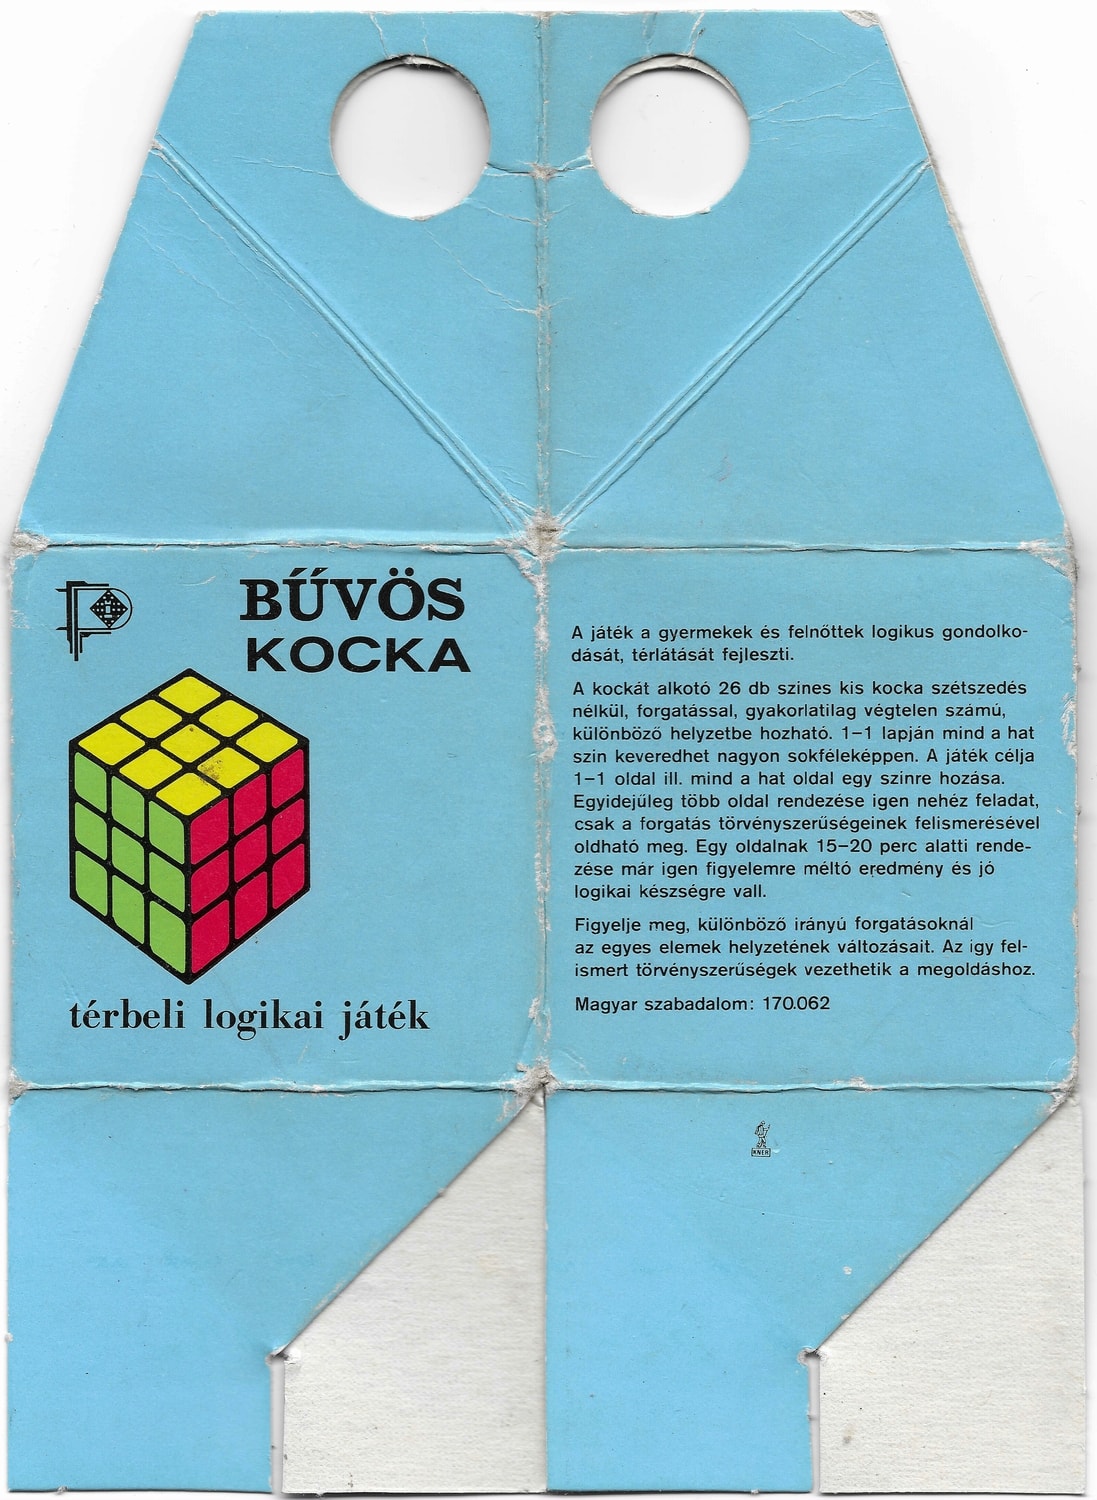 BŰVÖS
KOCKA
térbeli logikai játék
A játék a gyermekek és felnőttek logikus gondolko-
dását, térlátását fejleszti.
A kockát alkotó 26 db szines kis kocka szétszedés
nélkül, forgatással, gyakorlatilag végtelen számú,
különböző helyzetbe hozható. 1–1 lapján mind a hat
szin keveredhet nagyon sokféleképpen. A játék célja
1–1 oldal ill. mind a hat oldal egy szinre hozása.
Egyidejűleg több oldal rendezése igen nehéz feladat,
csak a forgatás törvényszerűségeinek felismerésével
oldható meg. Egy oldalnak 15–20 perc alatti rende-
zése már igen figyelemre méltó eredmény és jó
logikai készségre vall.
Figyelje meg, különböző irányú forgatásoknál
az egyes elemek helyzetének változásait. Az igy fel-
ismert törvényszerűségek vezethetik a megoldáshoz.
Magyar szabadalom: 170.062
KNER